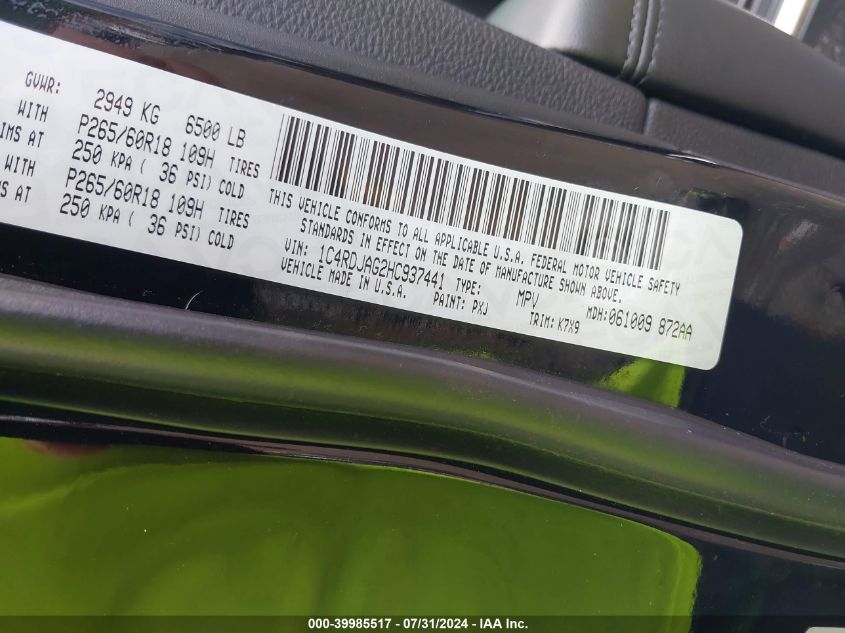 GVWR: 2949 KG 6500 LB
WITH P265/60R18 109H TIRES
IMS AT 250 KPA ( 36 PSI) COLD
WITH P265/60R18 109H TIRES
IMS AT 250 KPA ( 36 PSI) COLD
THIS VEHICLE CONFORMS TO ALL APPLICABLE U.S.A. FEDERAL MOTOR VEHICLE SAFETY
STANDARDS IN EFFECT ON THE DATE OF MANUFACTURE SHOWN ABOVE.
VIN: 1C4RDJAG2HC937441 TYPE: MPV MDH:061009 872AA
VEHICLE MADE IN U.S.A. PAINT: PXJ TRIM: K7X9
000-39985517 / 07/31/2024 - © IAA Inc.